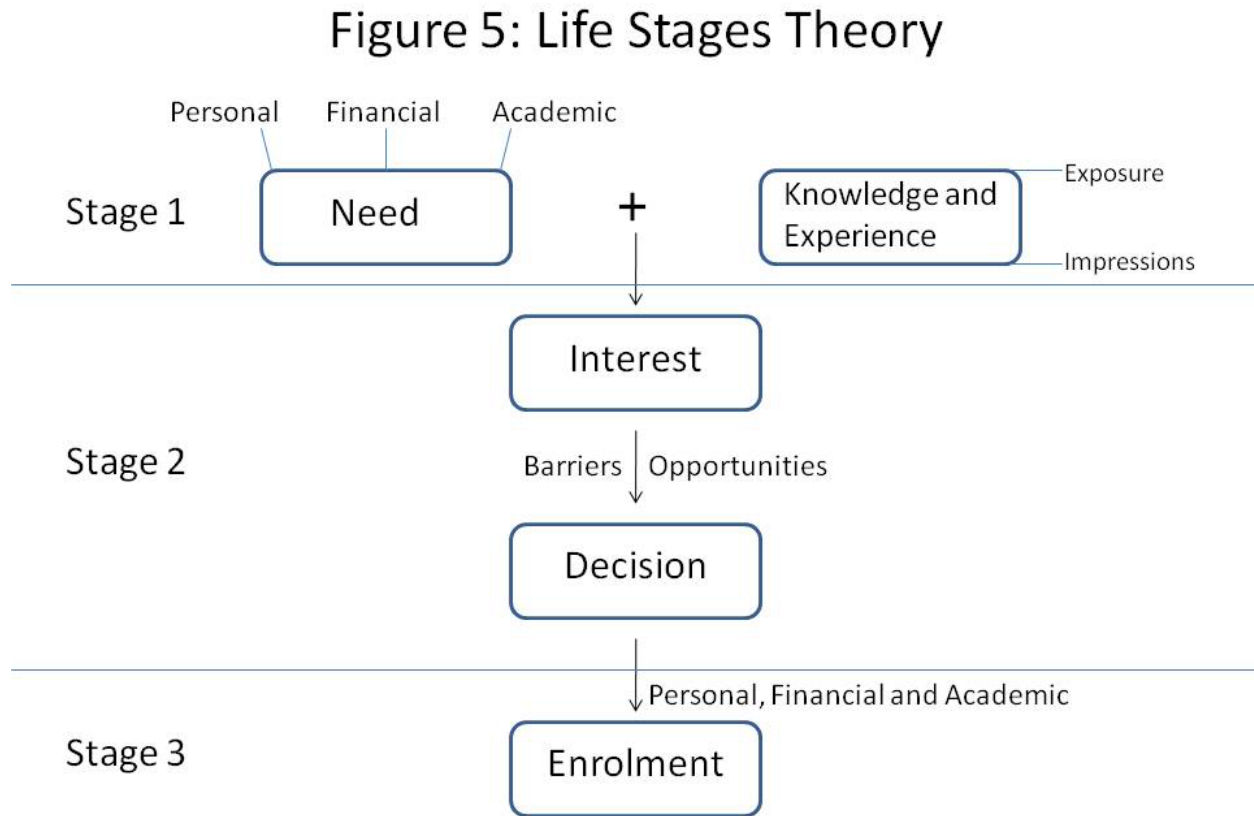 Figure 5: Life Stages Theory
Personal Financial Academic
Stage 1
Need
+
Knowledge and
Experience
Exposure
Impressions
Interest
Stage 2
Barriers Opportunities
Decision
Personal, Financial and Academic
Stage 3
Enrolment